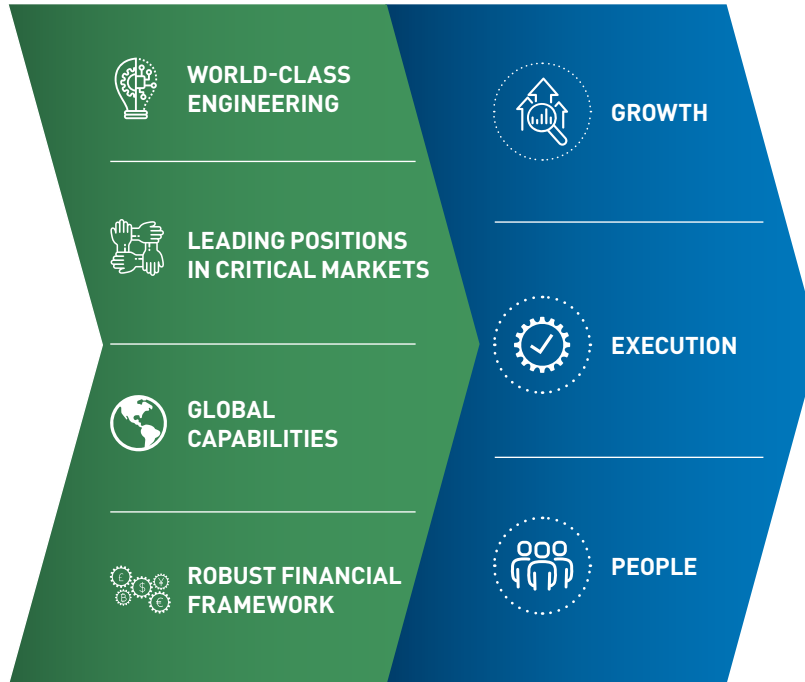 WORLD-CLASS
ENGINEERING
LEADING POSITIONS
IN CRITICAL MARKETS
GLOBAL
CAPABILITIES
£
$
¥
B
€
ROBUST FINANCIAL
FRAMEWORK
GROWTH
EXECUTION
PEOPLE